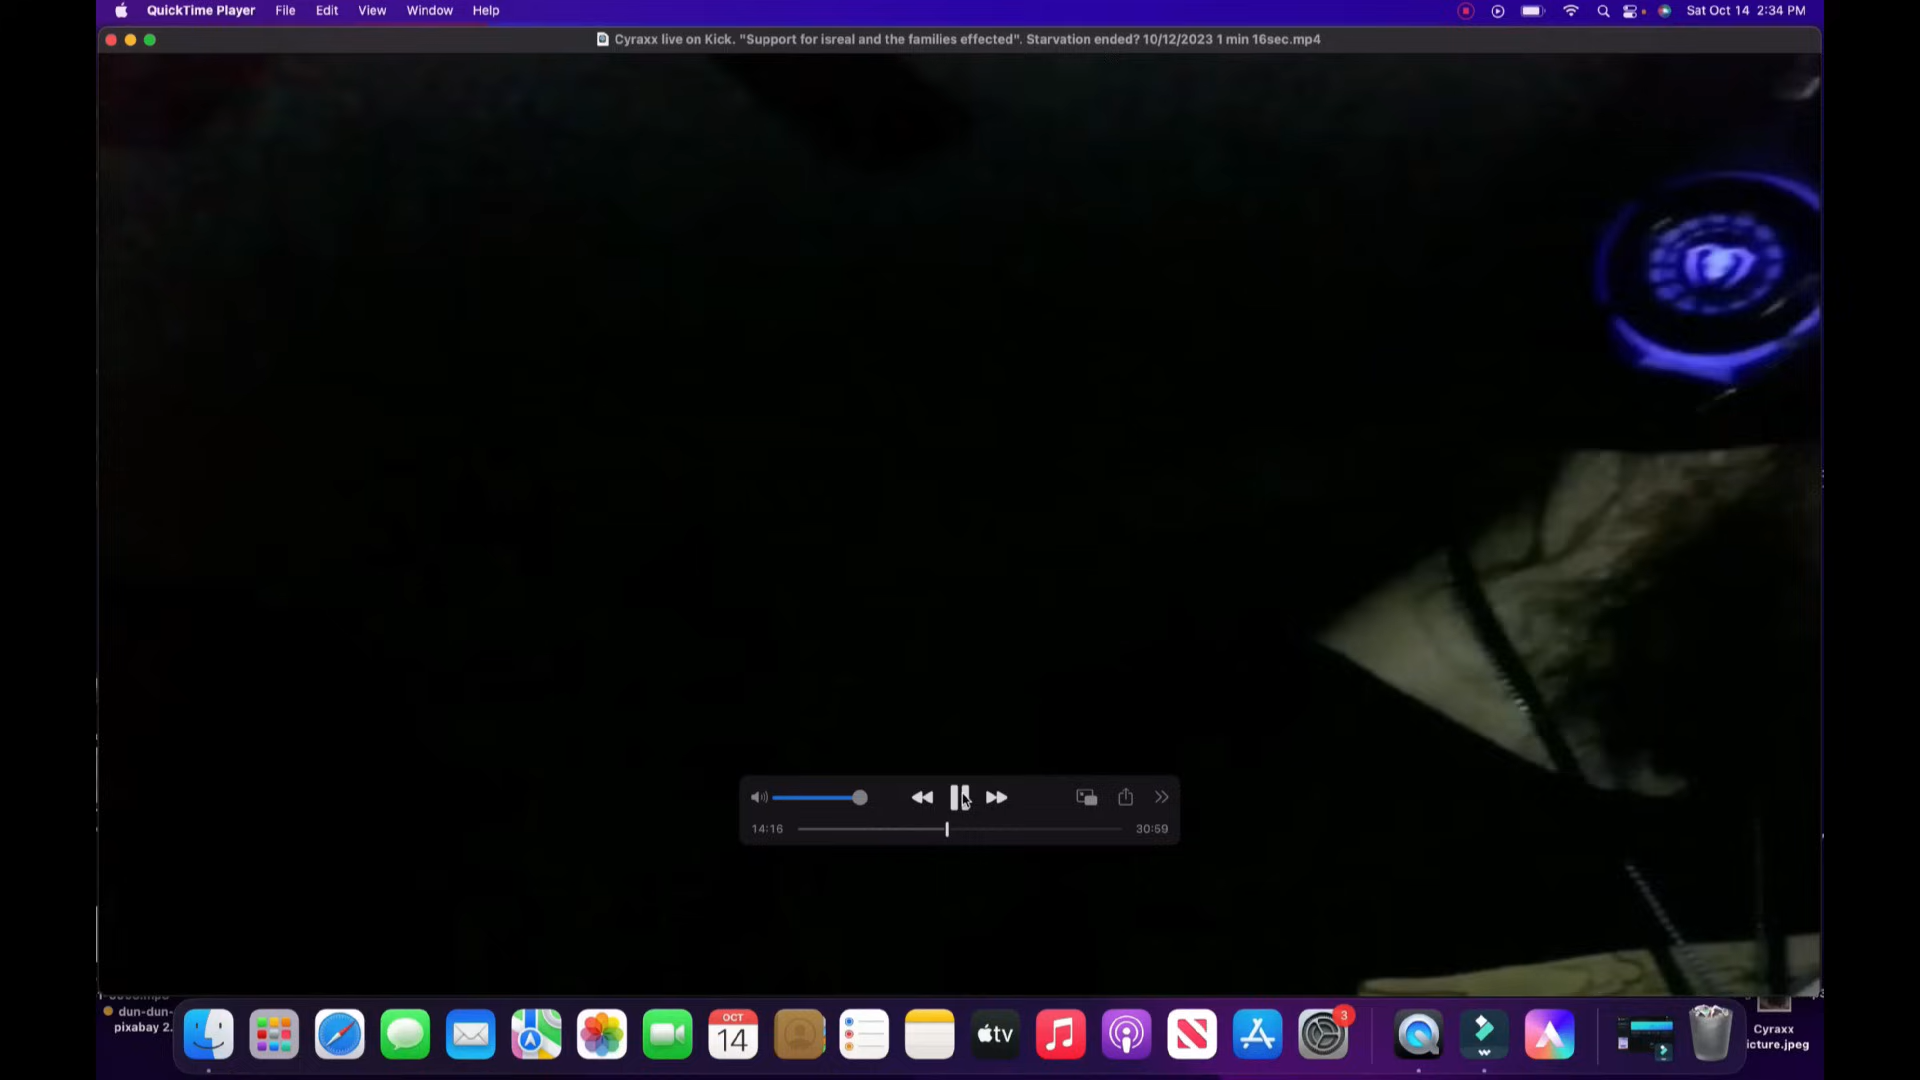 QuickTime Player File Edit View Window Help Sat Oct 14 2:34 PM
Cyraxx live on Kick. "Support for isreal and the families effected". Starvation ended? 10/12/2023 1 min 16sec.mp4
14:16 30:59
dun-dun-
pixabay 2.
OCT
14
tv
3
Cyraxx
icture.jpeg